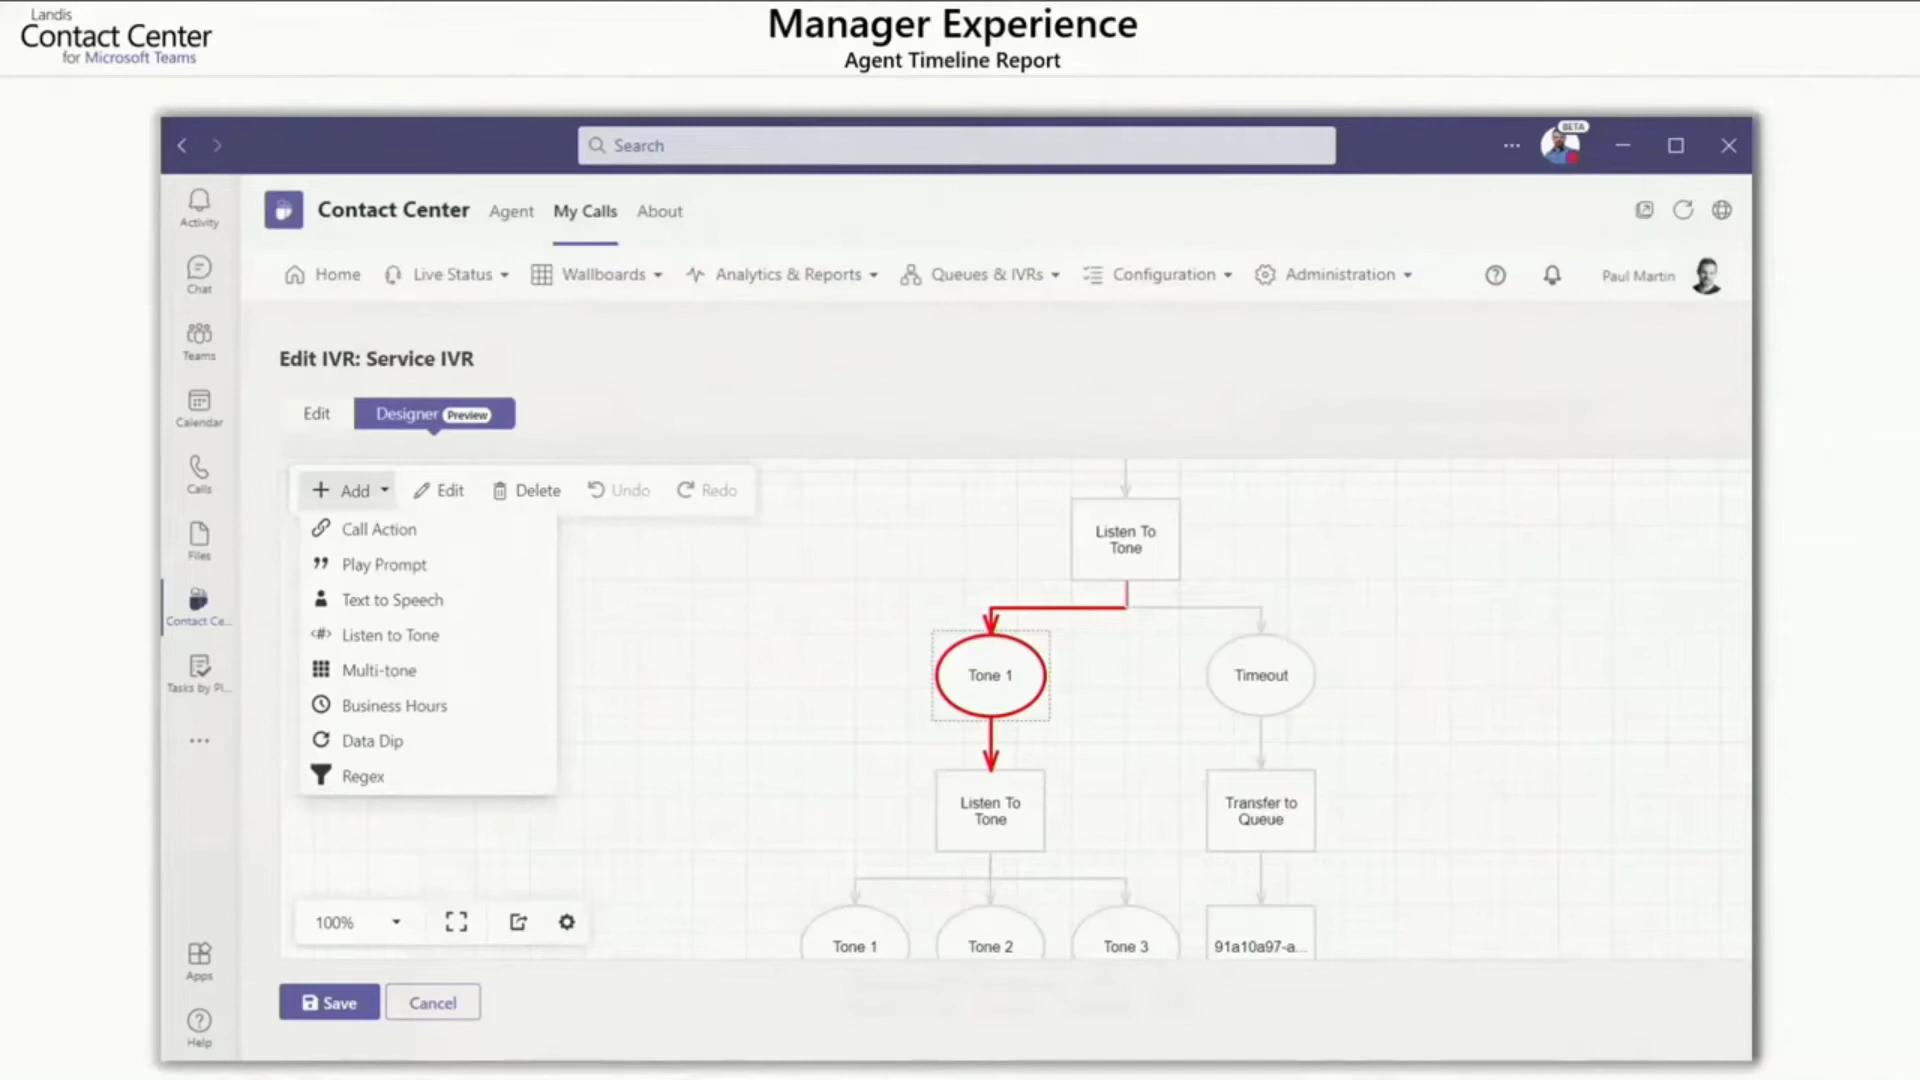 Landis
Contact Center
for Microsoft Teams
Manager Experience
Agent Timeline Report
Search
BETA
Activity
Chat
Teams
Calendar
Calls
Files
Contact Ce...
Tasks by Pl...
Apps
Help
Contact Center Agent My Calls About
Home Live Status Wallboards Analytics & Reports Queues & IVRs Configuration Administration Paul Martin
Edit IVR: Service IVR
Edit Designer Preview
Add Edit Delete Undo Redo
Call Action
Play Prompt
Text to Speech
Listen to Tone
Multi-tone
Business Hours
Data Dip
Regex
Listen To
Tone
Tone 1
Timeout
Listen To
Tone
Transfer to
Queue
Tone 1
Tone 2
Tone 3
91a10a97-a...
100%
Save Cancel